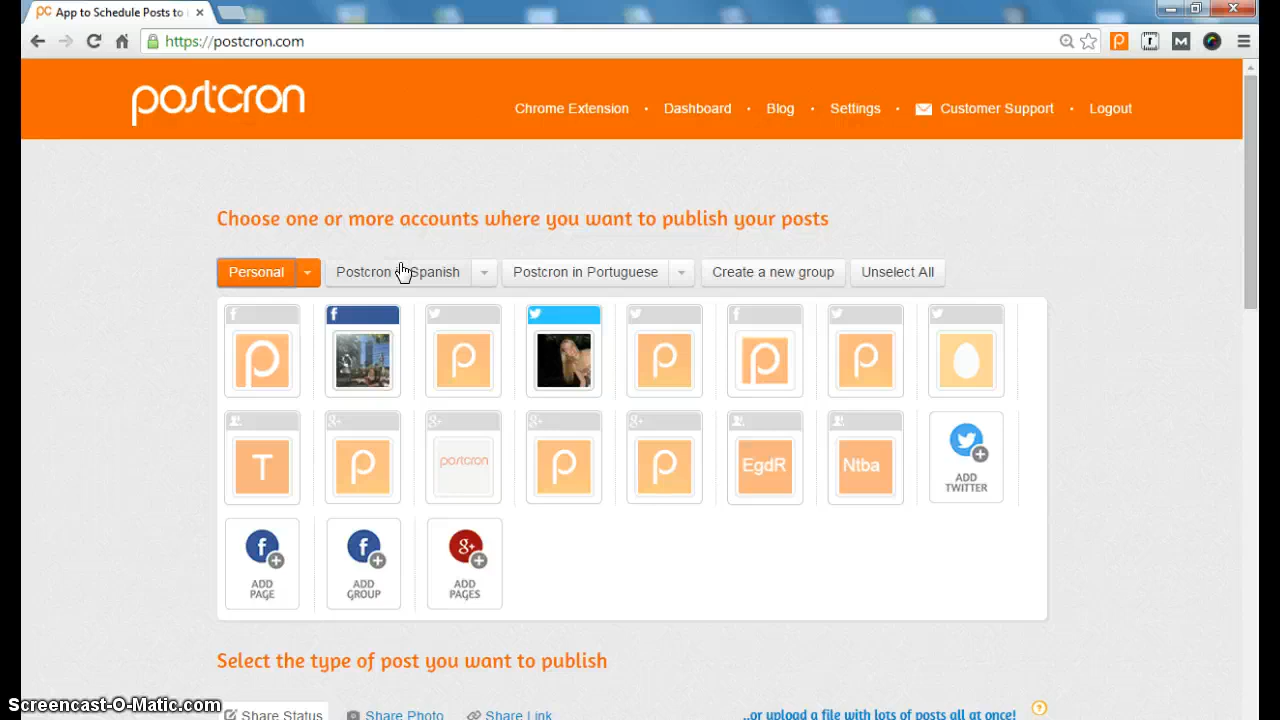 App to Schedule Posts to
https://postcron.com
postcron
Chrome Extension · Dashboard · Blog · Settings · Customer Support · Logout
Choose one or more accounts where you want to publish your posts
Personal
Postcron Spanish
Postcron in Portuguese
Create a new group
Unselect All
T
postcron
EgdR
Ntba
ADD
TWITTER
ADD
PAGE
ADD
GROUP
ADD
PAGES
Select the type of post you want to publish
Share Status
Share Photo
Share Link
..or upload a file with lots of posts all at once!
Screencast-O-Matic.com